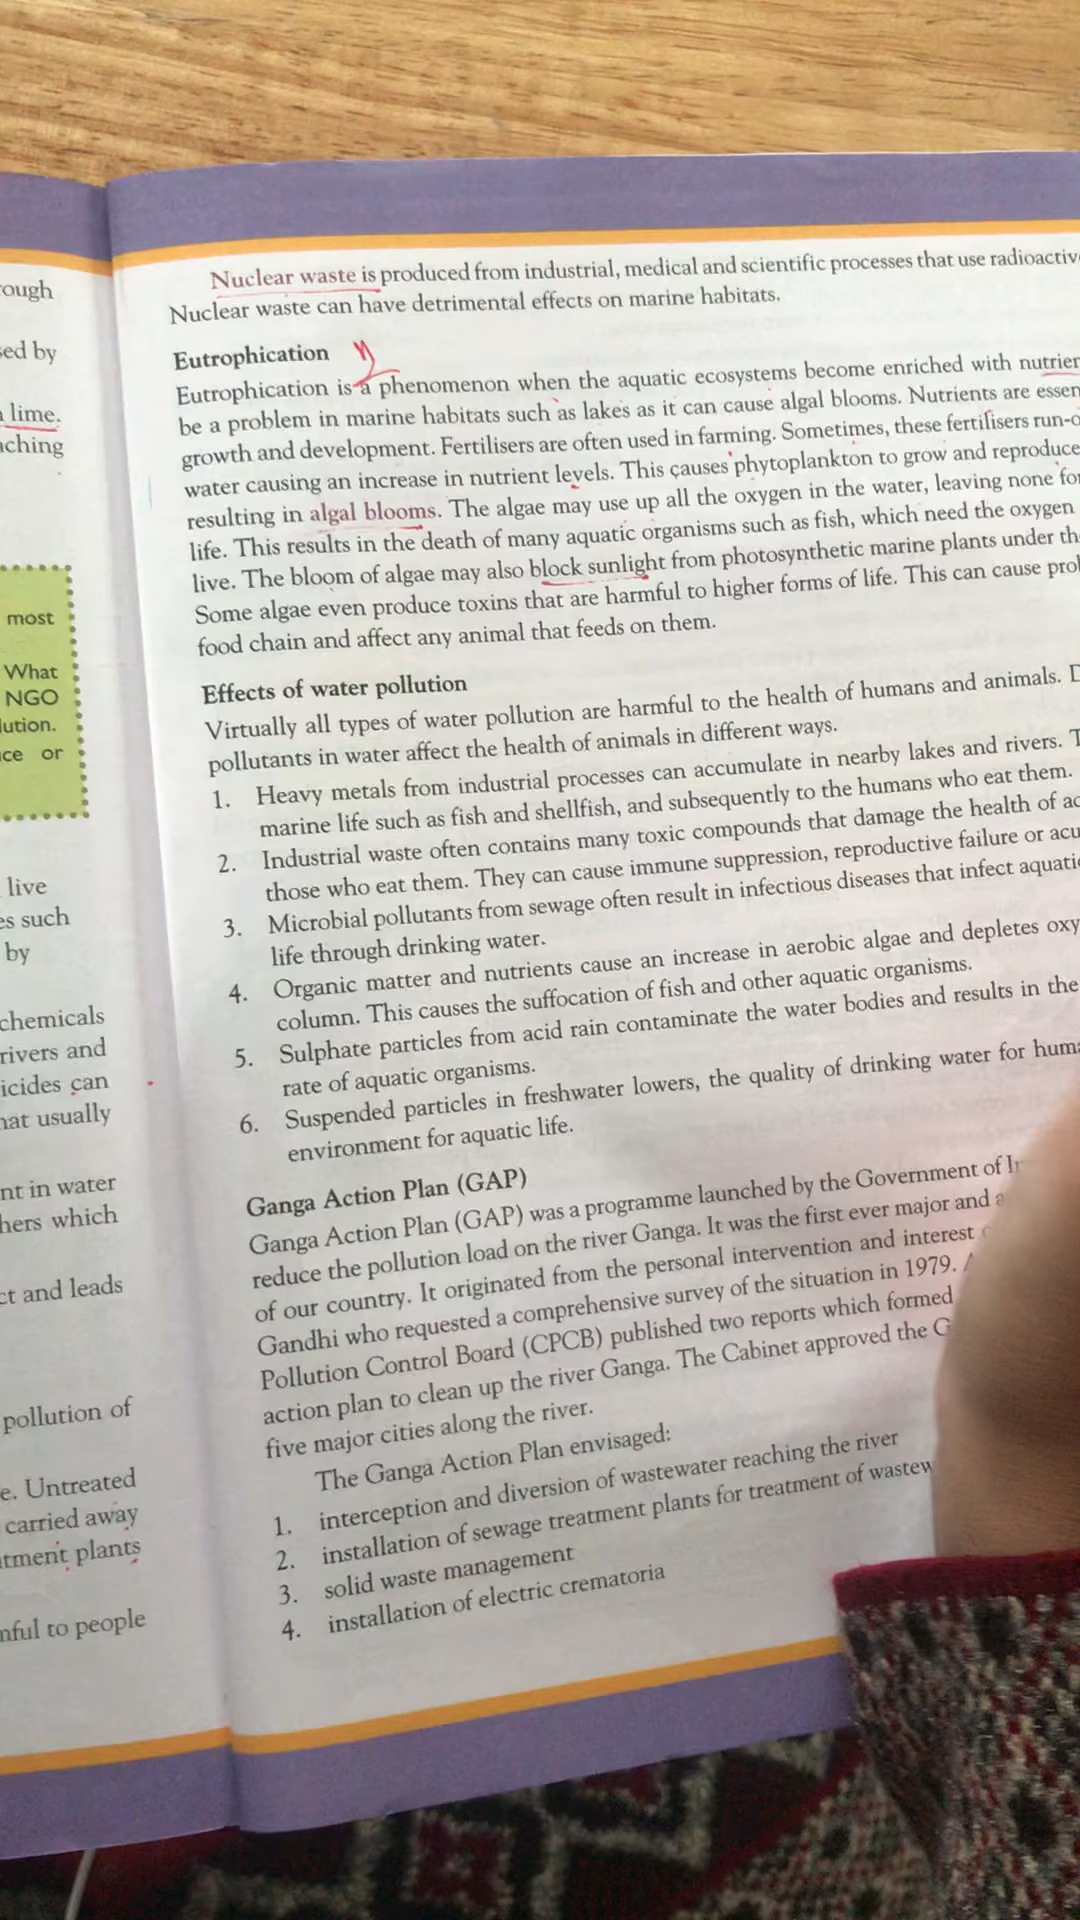 rough
sed by
lime.
aching
most
What
NGO
lution.
ce or
live
es such
by
chemicals
rivers and
icides can
hat usually
nt in water
hers which
ct and leads
pollution of
e. Untreated
carried away
atment plants
mful to people
Nuclear waste is produced from industrial, medical and scientific processes that use radioactiv
Nuclear waste can have detrimental effects on marine habitats.
Eutrophication
Eutrophication is a phenomenon when the aquatic ecosystems become enriched with nutrien
be a problem in marine habitats such as lakes as it can cause algal blooms. Nutrients are essen
growth and development. Fertilisers are often used in farming. Sometimes, these fertilisers run-o
water causing an increase in nutrient levels. This causes phytoplankton to grow and reproduce
resulting in algal blooms. The algae may use up all the oxygen in the water, leaving none for
life. This results in the death of many aquatic organisms such as fish, which need the oxygen
live. The bloom of algae may also block sunlight from photosynthetic marine plants under th
Some algae even produce toxins that are harmful to higher forms of life. This can cause prob
food chain and affect any animal that feeds on them.
Effects of water pollution
Virtually all types of water pollution are harmful to the health of humans and animals. D
pollutants in water affect the health of animals in different ways.
1. Heavy metals from industrial processes can accumulate in nearby lakes and rivers. T
marine life such as fish and shellfish, and subsequently to the humans who eat them.
2. Industrial waste often contains many toxic compounds that damage the health of aq
those who eat them. They can cause immune suppression, reproductive failure or acu
3. Microbial pollutants from sewage often result in infectious diseases that infect aquatic
life through drinking water.
4. Organic matter and nutrients cause an increase in aerobic algae and depletes oxy
column. This causes the suffocation of fish and other aquatic organisms.
5. Sulphate particles from acid rain contaminate the water bodies and results in the
rate of aquatic organisms.
6. Suspended particles in freshwater lowers, the quality of drinking water for huma
environment for aquatic life.
Ganga Action Plan (GAP)
Ganga Action Plan (GAP) was a programme launched by the Government of In
reduce the pollution load on the river Ganga. It was the first ever major and a
of our country. It originated from the personal intervention and interest
Gandhi who requested a comprehensive survey of the situation in 1979.
Pollution Control Board (CPCB) published two reports which formed
action plan to clean up the river Ganga. The Cabinet approved the G
five major cities along the river.
The Ganga Action Plan envisaged:
1. interception and diversion of wastewater reaching the river
2. installation of sewage treatment plants for treatment of wastew
3. solid waste management
4. installation of electric crematoria